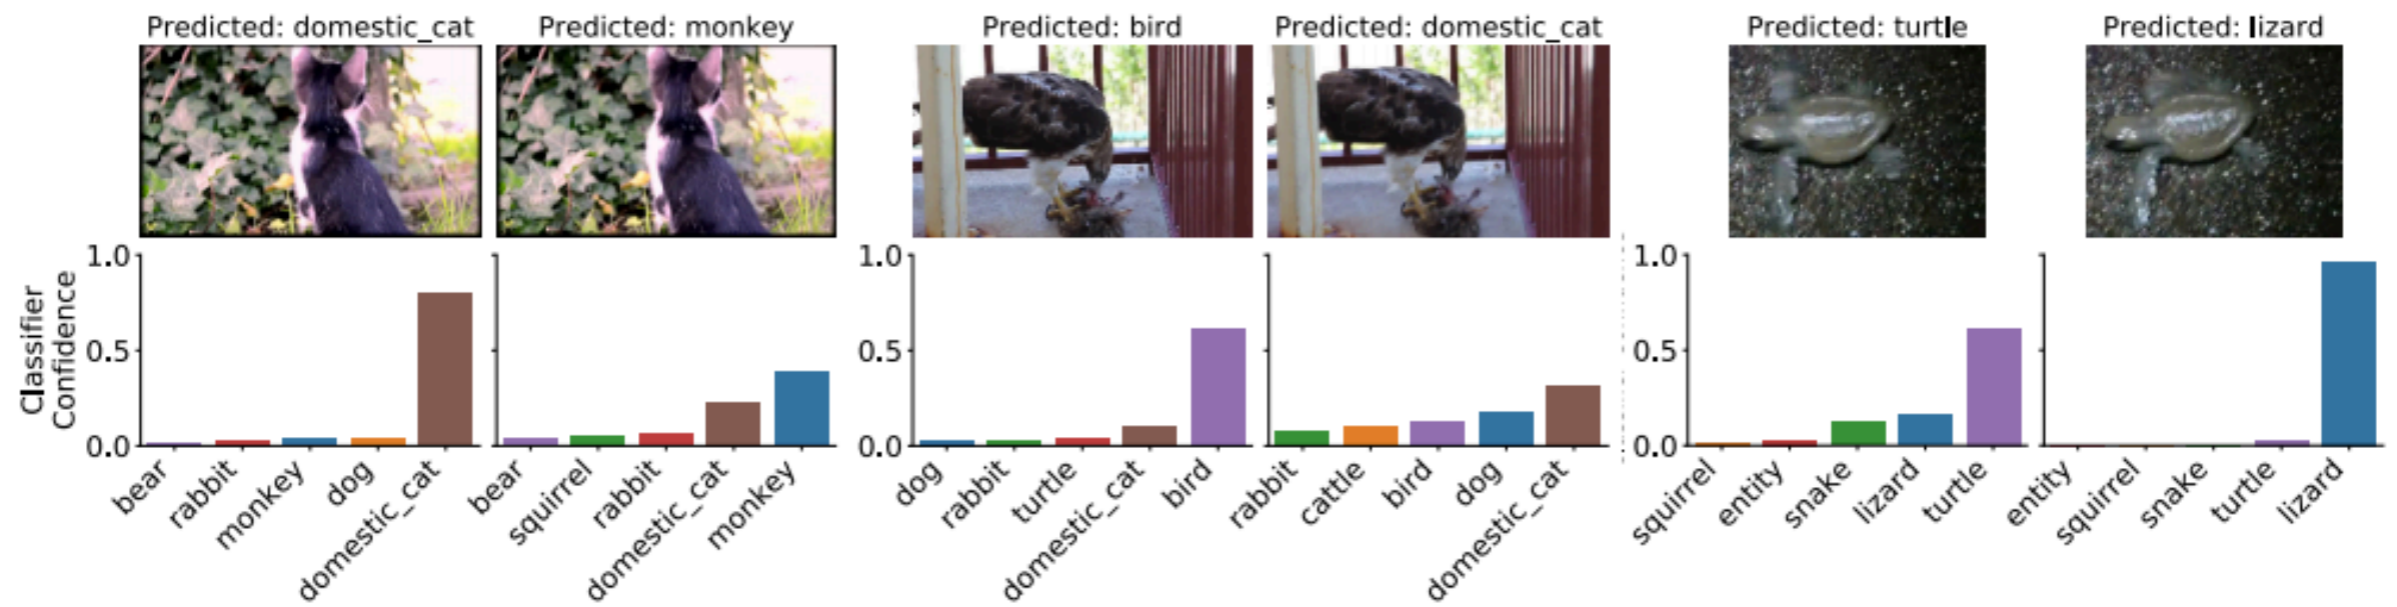 Predicted: domestic_cat
Predicted: monkey
Predicted: bird
Predicted: domestic_cat
Predicted: turtle
Predicted: lizard
Classifier
Confidence
1.0
0.5
0.0
bear
rabbit
monkey
dog
domestic_cat
bear
squirrel
rabbit
domestic_cat
monkey
1.0
0.5
0.0
dog
rabbit
turtle
domestic_cat
bird
rabbit
cattle
bird
dog
domestic_cat
1.0
0.5
0.0
squirrel
entity
snake
lizard
turtle
entity
squirrel
snake
turtle
lizard